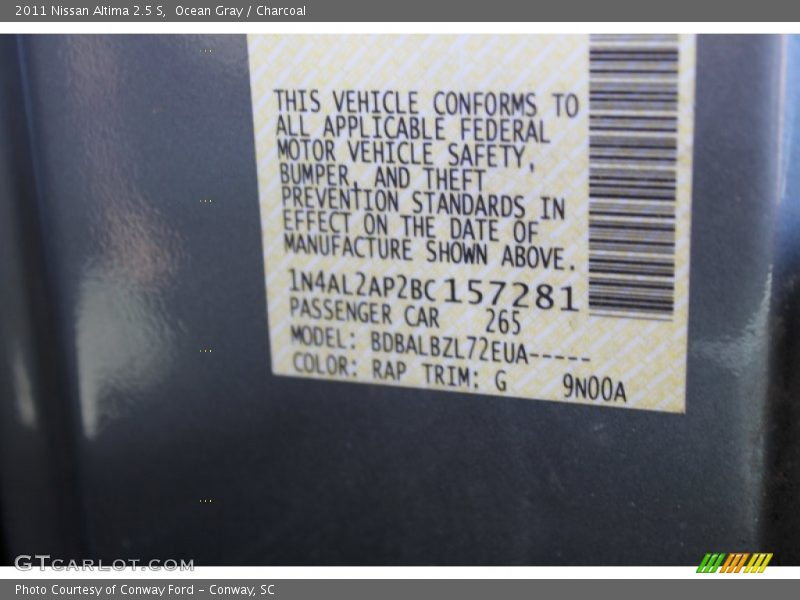 2011 Nissan Altima 2.5 S, Ocean Gray / Charcoal
THIS VEHICLE CONFORMS TO
ALL APPLICABLE FEDERAL
MOTOR VEHICLE SAFETY,
BUMPER, AND THEFT
PREVENTION STANDARDS IN
EFFECT ON THE DATE OF
MANUFACTURE SHOWN ABOVE.
1N4AL2AP2BC157281
PASSENGER CAR 265
MODEL: BDBALBZL72EUA-----
COLOR: RAP TRIM: G 9N00A
GTCARLOT.COM
Photo Courtesy of Conway Ford - Conway, SC